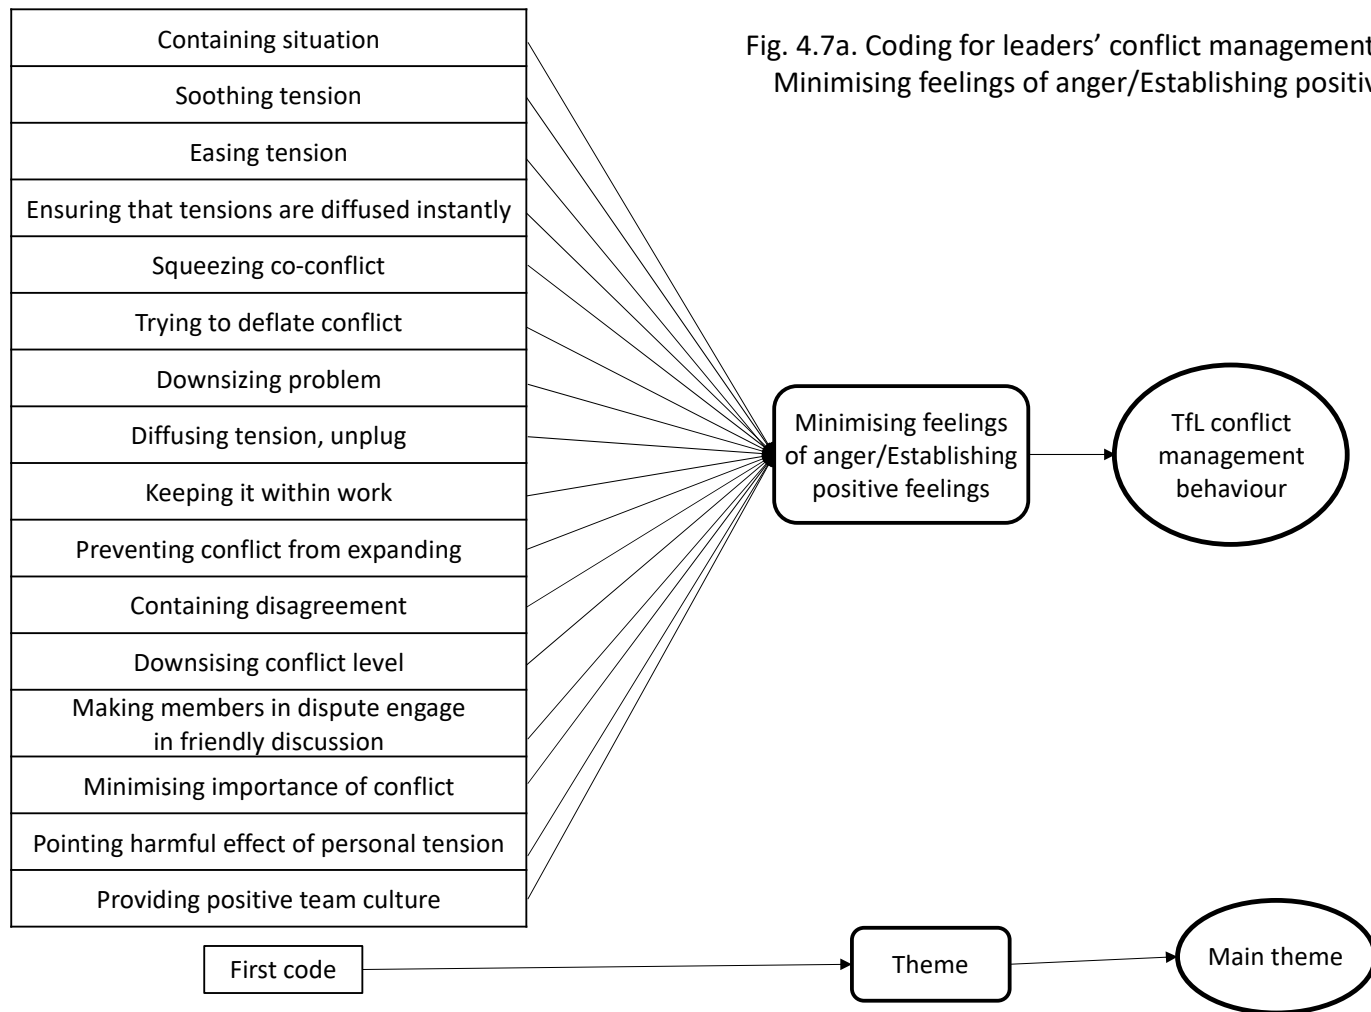 Fig. 4.7a. Coding for leaders’ conflict management
Minimising feelings of anger/Establishing
Containing situation
Soothing tension
Easing tension
Ensuring that tensions are diffused instantly
Squeezing co-conflict
Trying to deflate conflict
Downsizing problem
Diffusing tension, unplug
Keeping it within work
Preventing conflict from expanding
Containing disagreement
Downsising conflict level
Making members in dispute engage
in friendly discussion
Minimising importance of conflict
Pointing harmful effect of personal tension
Providing positive team culture
Minimising feelings
of anger/Establishing
positive feelings
TfL conflict
management
behaviour
First code
Theme
Main theme